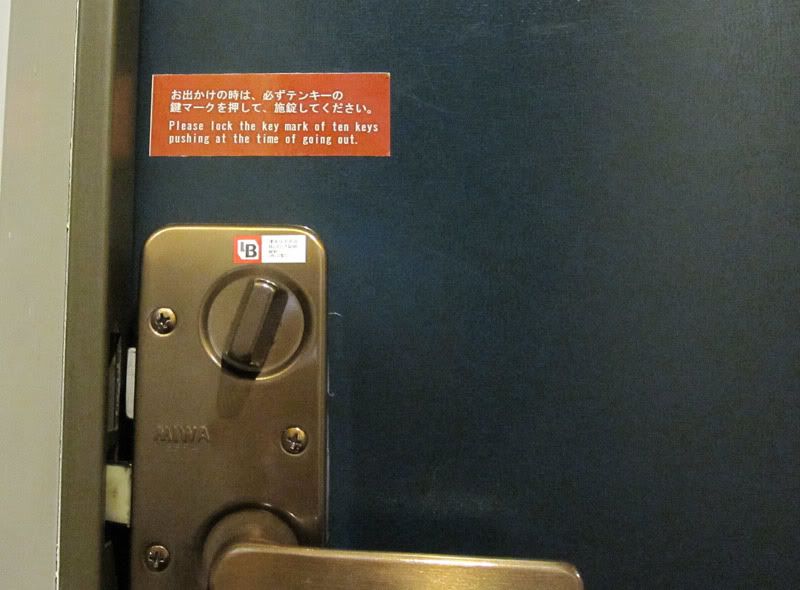 お出かけの時は、必ずテンキーの
鍵マークを押して、施錠してください。
Please lock the key mark of ten keys
pushing at the time of going out.
LB
MIWA